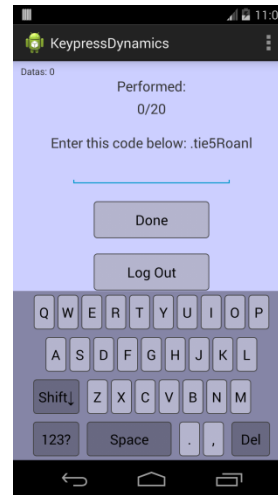 11:0
KeypressDynamics
Datas: 0
Performed:
0/20
Enter this code below: .tie5Roanl
Done
Log Out
Q W E R T Y U I O P
A S D F G H J K L
Shift↓ Z X C V B N M
123? Space . , Del